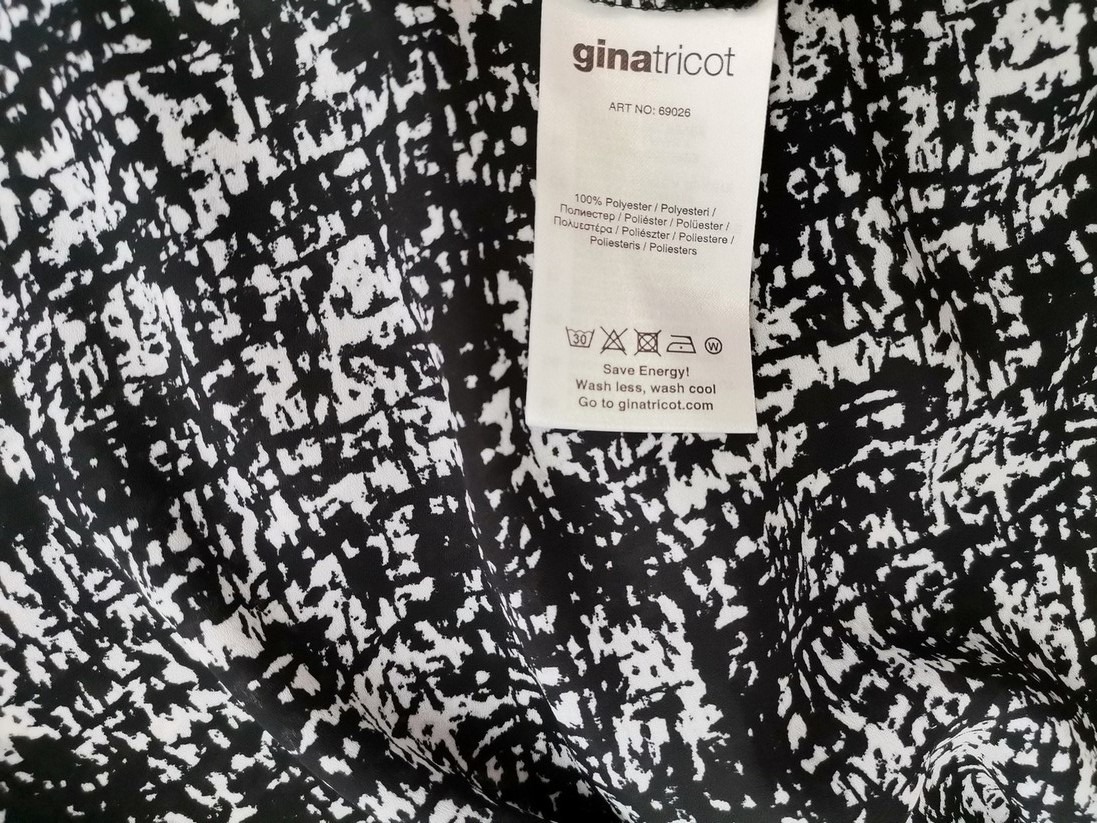 ginatricot
ART NO: 69026
100% Polyester / Polyesteri /
Полиестер / Poliéster / Polüester /
Πολυεστέρα / Poliészter / Poliestere /
Poliesteris / Poliesters
30
W
Save Energy!
Wash less, wash cool
Go to ginatricot.com